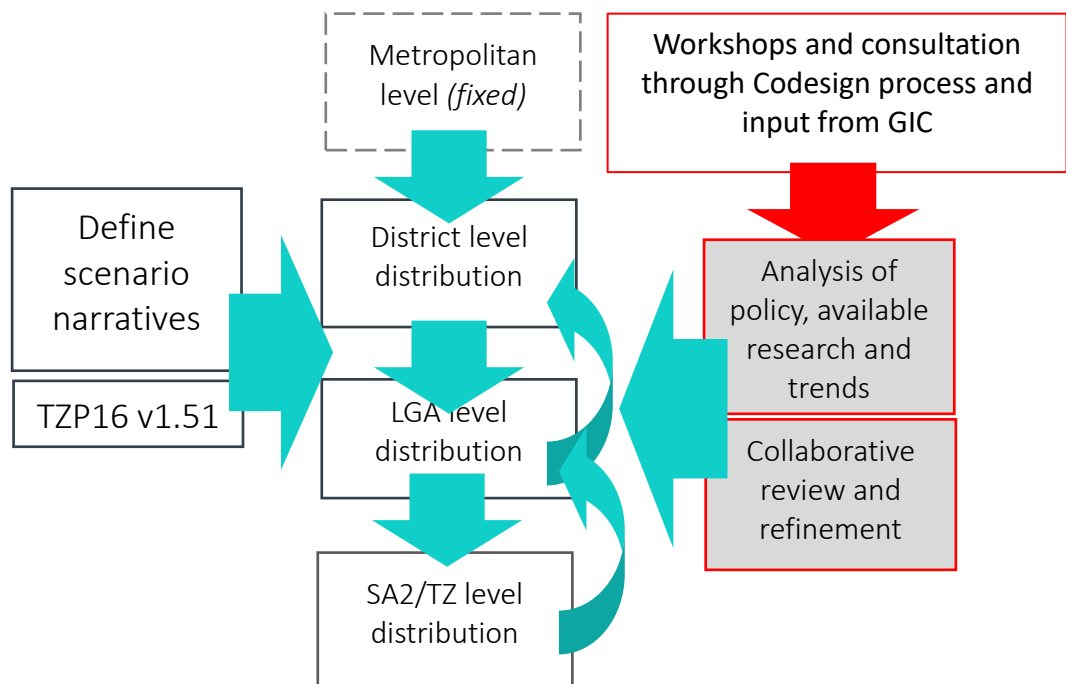 Metropolitan
level (fixed)
Workshops and consultation
through Codesign process and
input from GIC
Define
scenario
narratives
TZP16 v1.51
District level
distribution
LGA level
distribution
SA2/TZ level
distribution
Analysis of
policy, available
research and
trends
Collaborative
review and
refinement